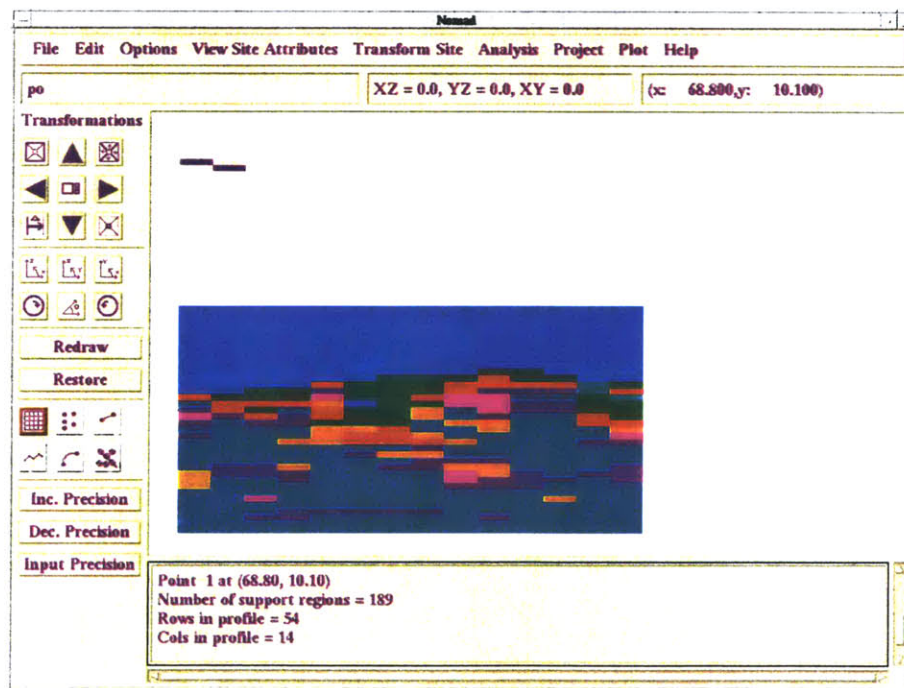 Nomad
File Edit Options View Site Attributes Transform Site Analysis Project Plot Help
po XZ = 0.0, YZ = 0.0, XY = 0.0 (x: 68.800,y: 10.100)
Transformations
Redraw
Restore
Inc. Precision
Dec. Precision
Input Precision
Point 1 at (68.80, 10.10)
Number of support regions = 189
Rows in profile = 54
Cols in profile = 14